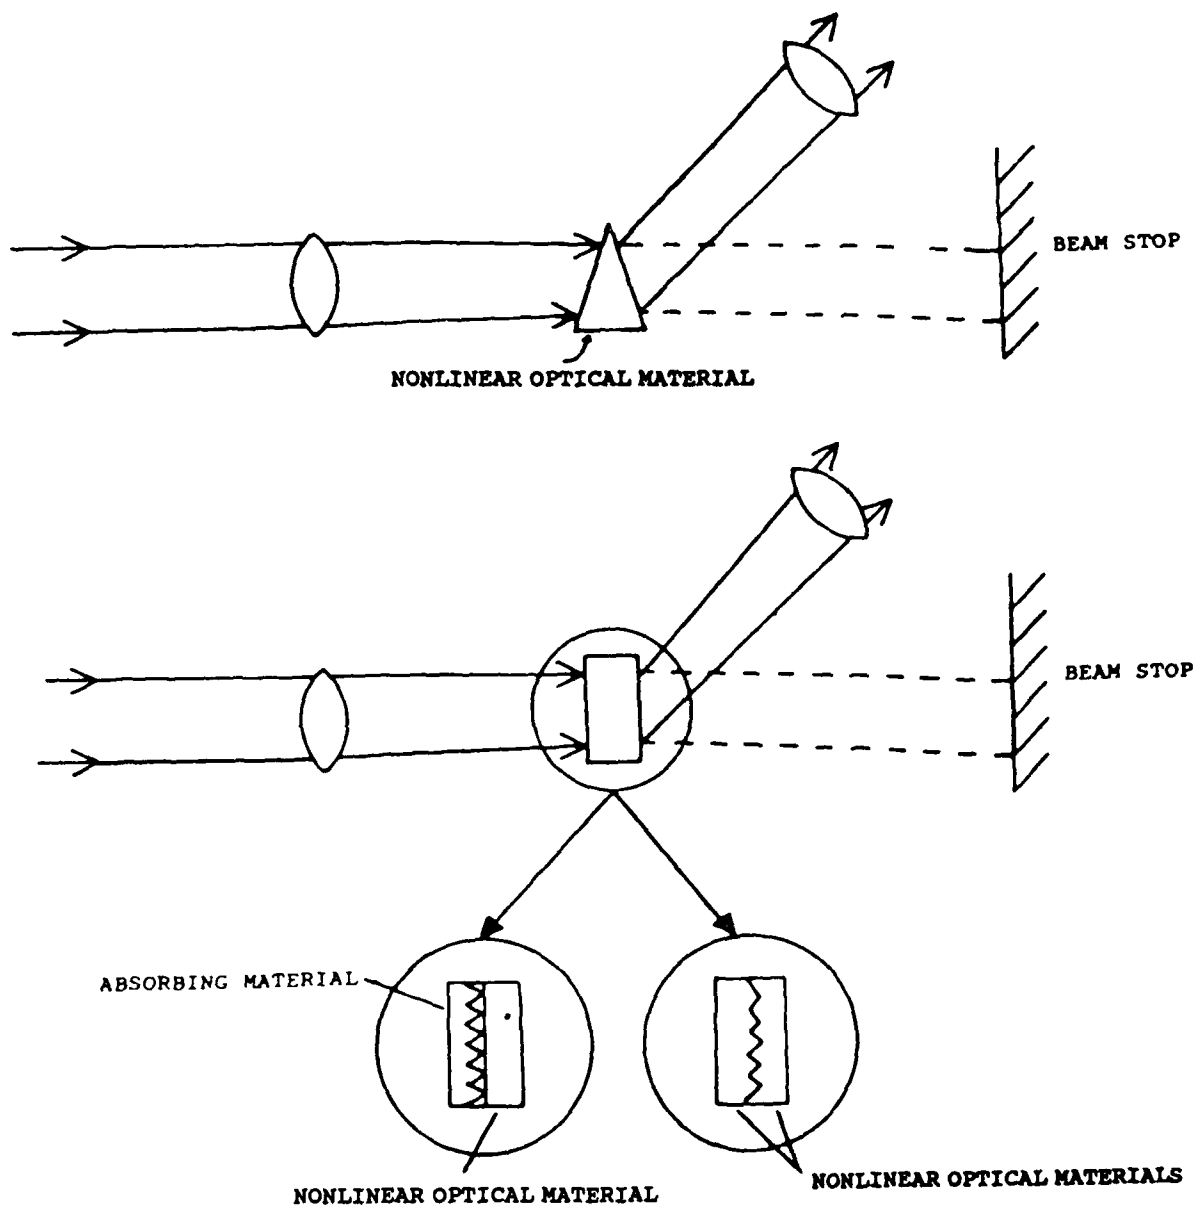 BEAM STOP
NONLINEAR OPTICAL MATERIAL
BEAM STOP
ABSORBING MATERIAL
NONLINEAR OPTICAL MATERIAL
NONLINEAR OPTICAL MATERIALS